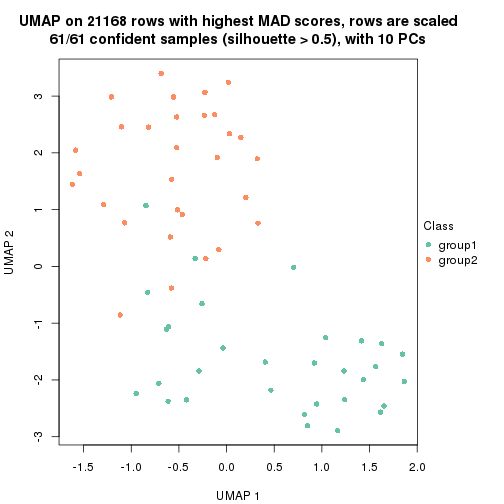 UMAP on 21168 rows with highest MAD scores, rows are scaled
61/61 confident samples (silhouette > 0.5), with 10 PCs
3
2
1
0
-1
-2
-3
UMAP 2
-1.5 -1.0 -0.5 0.0 0.5 1.0 1.5 2.0
UMAP 1
Class
group1
group2